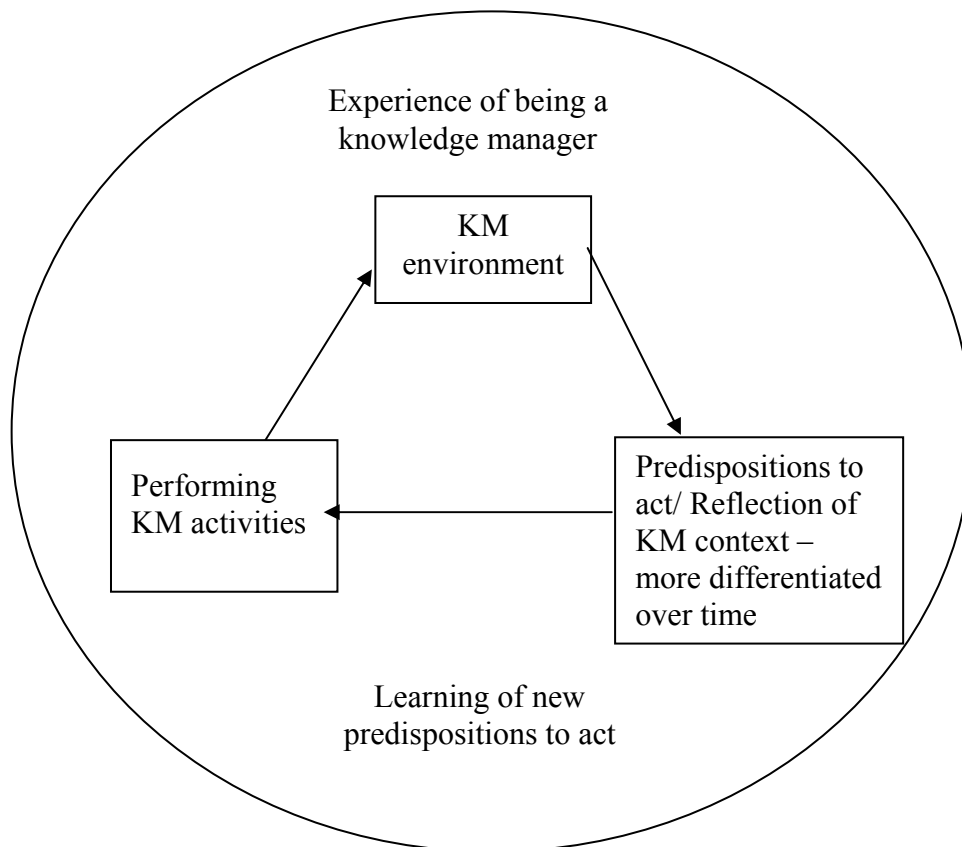 Experience of being a
knowledge manager
KM
environment
Performing
KM activities
Predispositions to
act/ Reflection of
KM context –
more differentiated
over time
Learning of new
predispositions to act